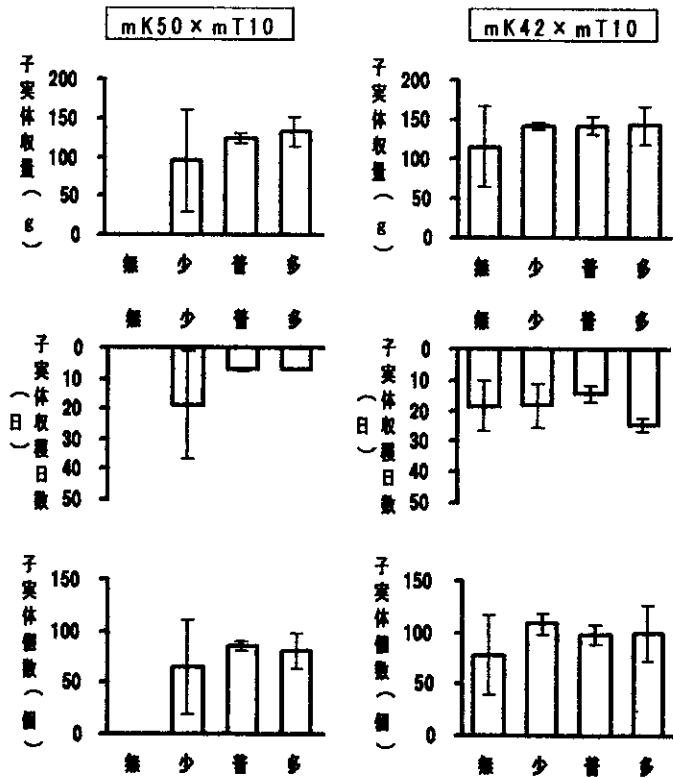 mK50×mT10
子実体収量(g)
200
150
100
50
0
無 少 普 多
無 少 普 多
子実体収穫日数(日)
0
10
20
30
40
50
子実体個数(個)
150
100
50
0
無 少 普 多
mK42×mT10
子実体収量(g)
200
150
100
50
0
無 少 普 多
無 少 普 多
子実体収穫日数(日)
0
10
20
30
40
50
子実体個数(個)
150
100
50
0
無 少 普 多